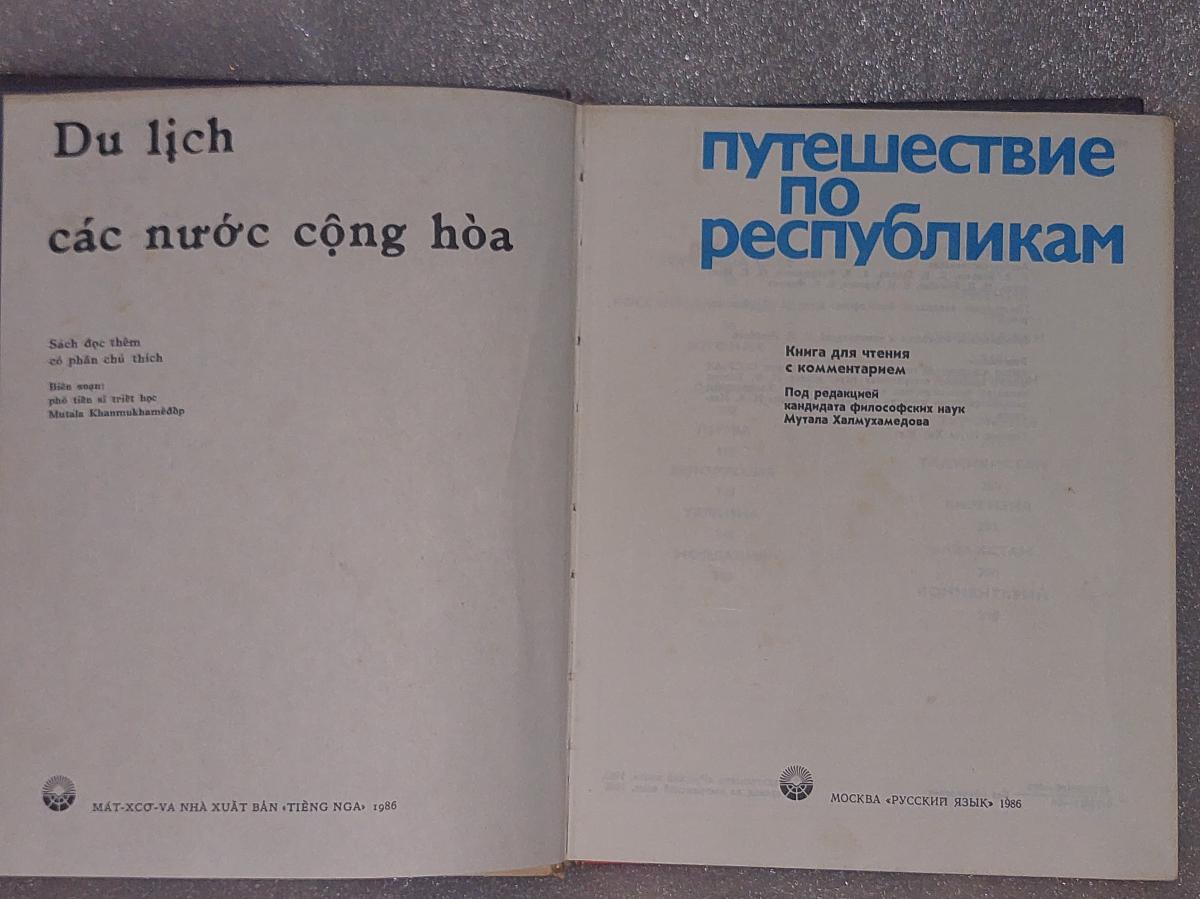 Du lịch
các nước cộng hòa
Sách đọc thêm
có phần chủ thích
Biên soạn:
phó tiến sĩ triết học
Mutala Khanmukhamêđốp
MÁT-XCƠ-VA NHÀ XUẤT BẢN «TIẾNG NGA» 1986
путешествие
по
республикам
Книга для чтения
с комментарием
Под редакцией
кандидата философских наук
Мутала Халмухамедова
МОСКВА «РУССКИЙ ЯЗЫК» 1986